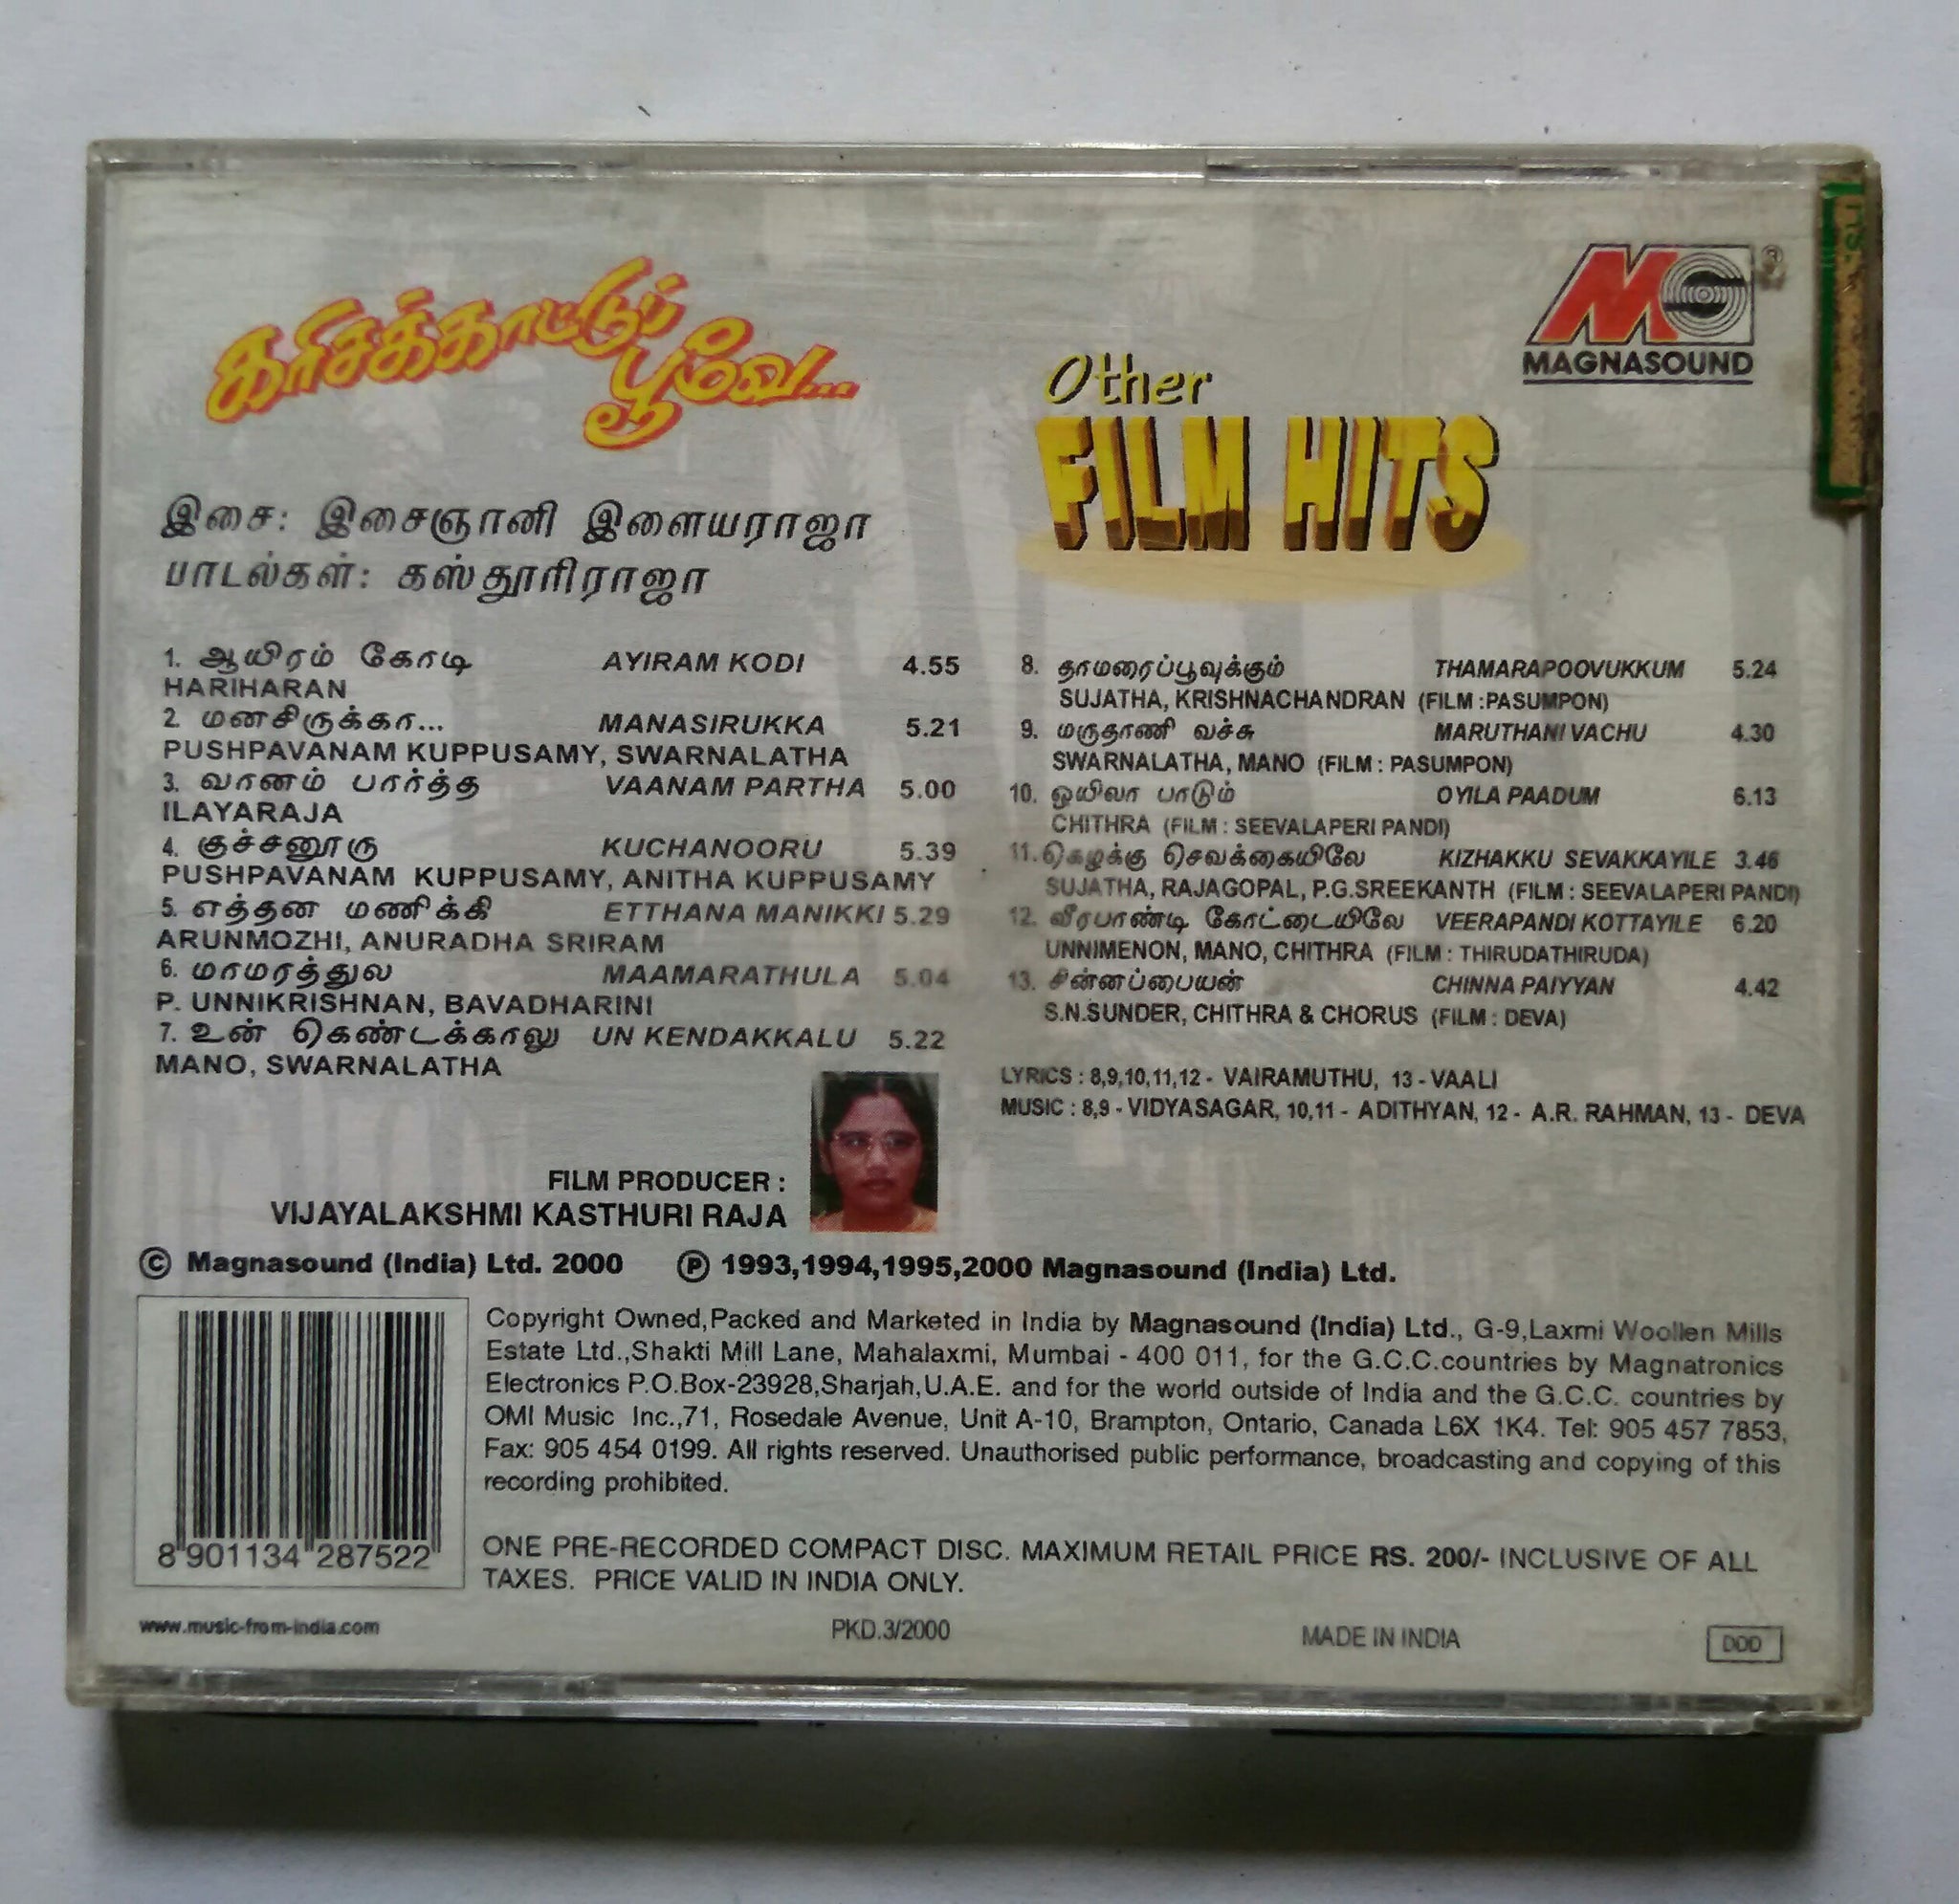 கரிசக்காட்டுப்
பூவே...
MG
MAGNASOUND
Other
FILM HITS
இசை: இசைஞானி இளையராஜா
பாடல்கள்: கஸ்தூரிராஜா
1. ஆயிரம் கோடி AYIRAM KODI 4.55
HARIHARAN
2. மனசிருக்கா... MANASIRUKKA 5.21
PUSHPAVANAM KUPPUSAMY, SWARNALATHA
3. வானம் பார்த்த VAANAM PARTHA 5.00
ILAYARAJA
4. குச்சனூரு KUCHANOORU 5.39
PUSHPAVANAM KUPPUSAMY, ANITHA KUPPUSAMY
5. எத்தன மணிக்கி ETTHANA MANIKKI 5.29
ARUNMOZHI, ANURADHA SRIRAM
6. மாமரத்துல MAAMARATHULA 5.04
P. UNNIKRISHNAN, BAVADHARINI
7. உன் கெண்டக்காலு UN KENDAKKALU 5.22
MANO, SWARNALATHA
8. தாமரைப்பூவுக்கும் THAMARAPOOVUKKUM 5.24
SUJATHA, KRISHNACHANDRAN (FILM :PASUMPON)
9. மருதாணி வச்சு MARUTHANI VACHU 4.30
SWARNALATHA, MANO (FILM : PASUMPON)
10. ஒயிலா பாடும் OYILA PAADUM 6.13
CHITHRA (FILM : SEEVALAPERI PANDI)
11. கெழக்கு செவக்கையிலே KIZHAKKU SEVAKKAYILE 3.46
SUJATHA, RAJAGOPAL, P.G.SREEKANTH (FILM : SEEVALAPERI PANDI)
12. வீரபாண்டி கோட்டையிலே VEERAPANDI KOTTAYILE 6.20
UNNIMENON, MANO, CHITHRA (FILM : THIRUDATHIRUDA)
13. சின்னப்பையன் CHINNA PAIYYAN 4.42
S.N.SUNDER, CHITHRA & CHORUS (FILM : DEVA)
LYRICS : 8,9,10,11,12 - VAIRAMUTHU, 13 - VAALI
MUSIC : 8,9 - VIDYASAGAR, 10,11 - ADITHYAN, 12 - A.R. RAHMAN, 13 - DEVA
FILM PRODUCER :
VIJAYALAKSHMI KASTHURI RAJA
© Magnasound (India) Ltd. 2000 ℗ 1993,1994,1995,2000 Magnasound (India) Ltd.
Copyright Owned,Packed and Marketed in India by Magnasound (India) Ltd., G-9,Laxmi Woollen Mills
Estate Ltd.,Shakti Mill Lane, Mahalaxmi, Mumbai - 400 011, for the G.C.C.countries by Magnatronics
Electronics P.O.Box-23928,Sharjah,U.A.E. and for the world outside of India and the G.C.C. countries by
OMI Music Inc.,71, Rosedale Avenue, Unit A-10, Brampton, Ontario, Canada L6X 1K4. Tel: 905 457 7853,
Fax: 905 454 0199. All rights reserved. Unauthorised public performance, broadcasting and copying of this
recording prohibited.
8 901134 287522
ONE PRE-RECORDED COMPACT DISC. MAXIMUM RETAIL PRICE RS. 200/- INCLUSIVE OF ALL
TAXES. PRICE VALID IN INDIA ONLY.
www.music-from-india.com PKD.3/2000 MADE IN INDIA DDD